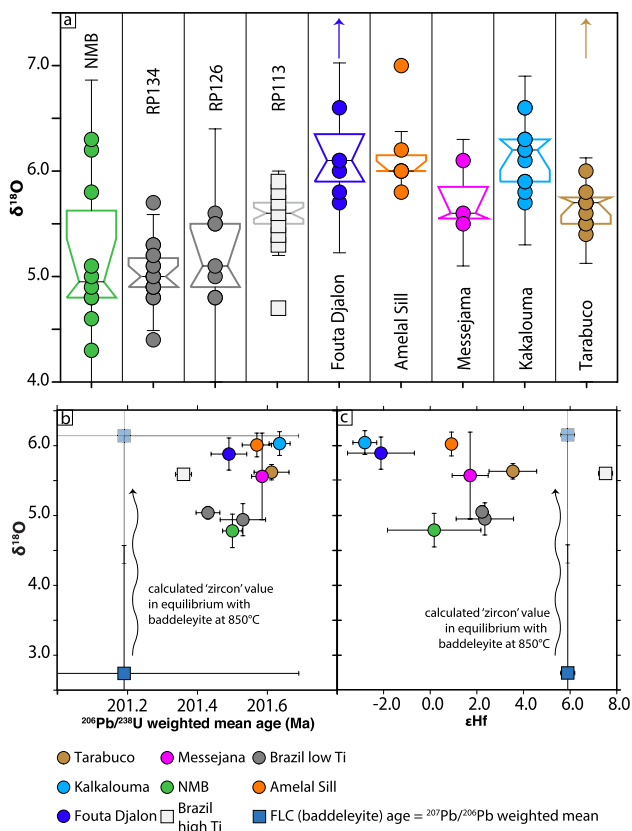 a
7.0
6.0
5.0
4.0
δ18O
NMB
RP134
RP126
RP113
Fouta Djalon
Amelal Sill
Messejama
Kakalouma
Tarabuco
b
6.0
5.0
4.0
3.0
δ18O
calculated 'zircon' value
in equilibrium with
baddeleyite at 850°C
201.2
201.4
201.6
206Pb/238U weighted mean age (Ma)
c
calculated 'zircon' value
in equilibrium with
baddeleyite at 850°C
-2.0
0.0
2.0
4.0
6.0
8.0
εHf
Tarabuco
Messejana
Brazil low Ti
Kalkalouma
NMB
Amelal Sill
Fouta Djalon
Brazil
high Ti
FLC (baddeleyite) age = 207Pb/206Pb weighted mean